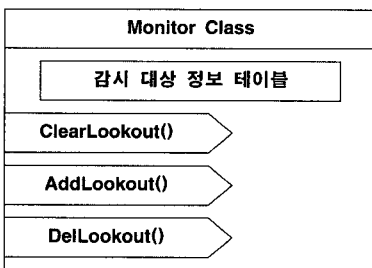 Monitor Class
감시 대상 정보 테이블
ClearLookout()
AddLookout()
DelLookout()